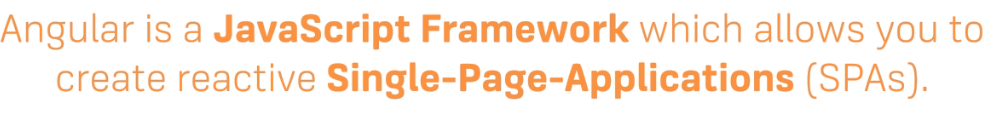 Angular is a JavaScript Framework which allows you to
create reactive Single-Page-Applications (SPAs).